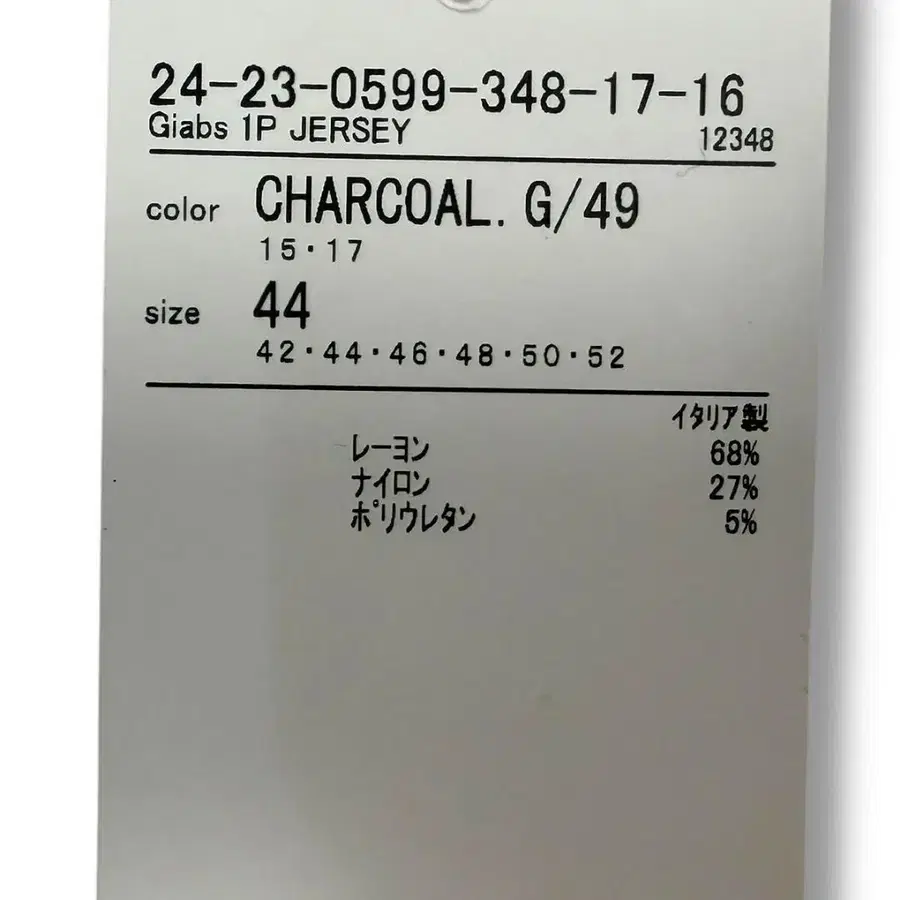 24-23-0599-348-17-16
Giabs 1P JERSEY 12348
color CHARCOAL. G/49
15・17
size 44
42・44・46・48・50・52
イタリア製
レーヨン 68%
ナイロン 27%
ポリウレタン 5%